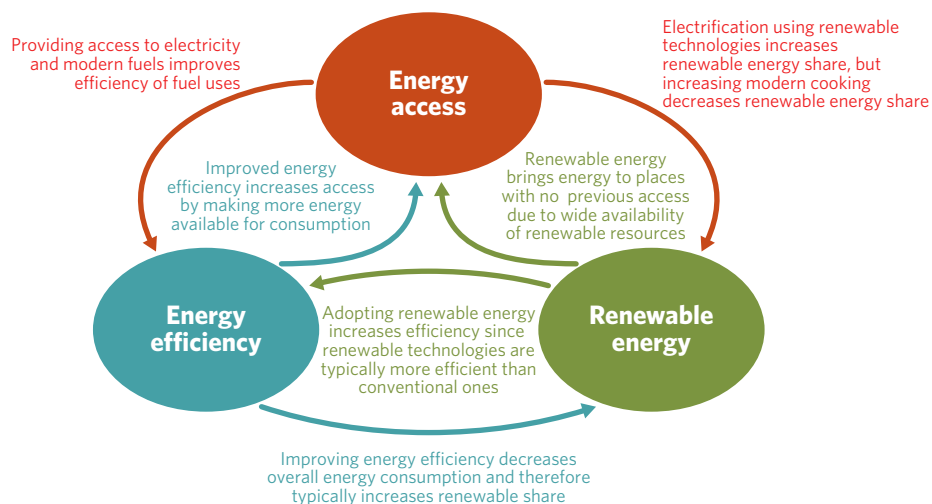 Providing access to electricity
and modern fuels improves
efficiency of fuel uses
Energy
access
Electrification using renewable
technologies increases
renewable energy share, but
increasing modern cooking
decreases renewable energy share
Improved energy
efficiency increases access
by making more energy
available for consumption
Renewable energy
brings energy to places
with no previous access
due to wide availability
of renewable resources
Energy
efficiency
Adopting renewable energy
increases efficiency since
renewable technologies are
typically more efficient than
conventional ones
Renewable
energy
Improving energy efficiency decreases
overall energy consumption and therefore
typically increases renewable share